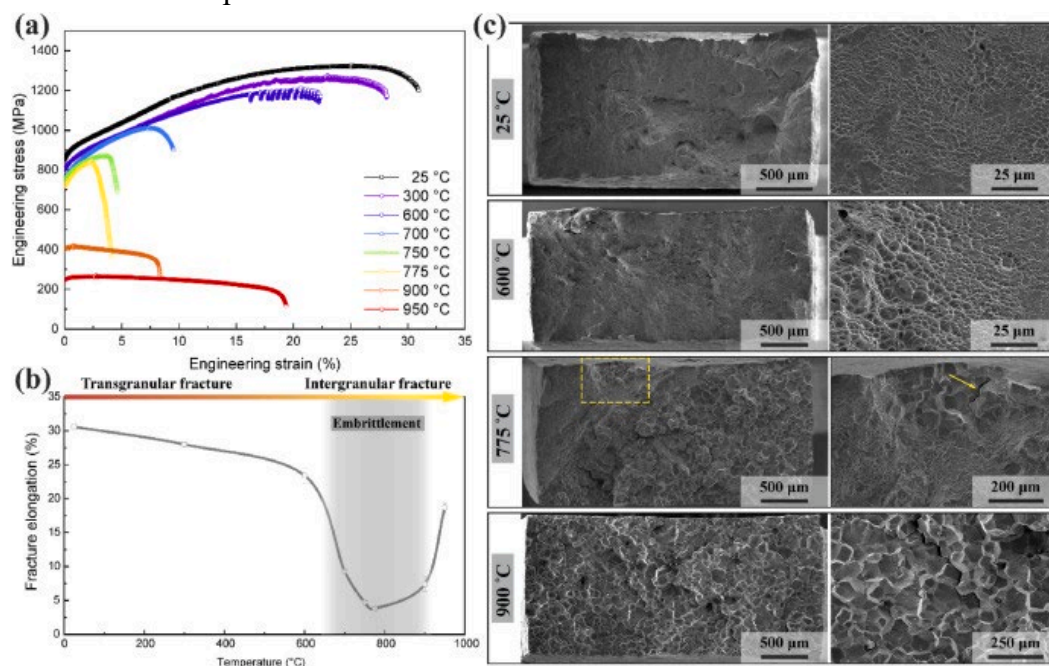 (a)
1400
1200
1000
800
600
400
200
0
Engineering stress (MPa)
25 °C
300 °C
600 °C
700 °C
750 °C
775 °C
900 °C
950 °C
0 5 10 15 20 25 30 35
Engineering strain (%)
(b)
Transgranular fracture Intergranular fracture
Embrittlement
35
30
25
20
15
10
5
0
Fracture elongation (%)
0 200 400 600 800 1000
Temperature (°C)
(c)
25 °C
500 µm
25 µm
600 °C
500 µm
25 µm
775 °C
500 µm
200 µm
900 °C
500 µm
250 µm